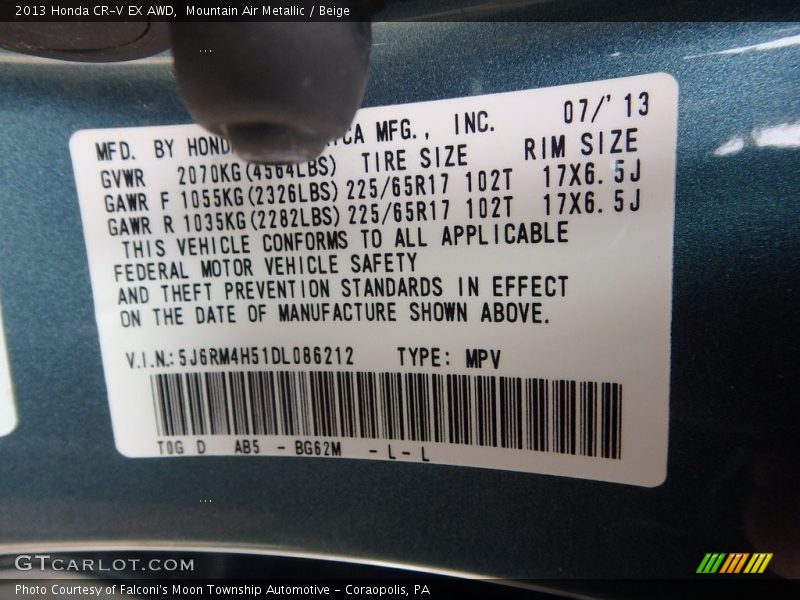 2013 Honda CR-V EX AWD, Mountain Air Metallic / Beige
MFD. BY HOND CA MFG., INC. 07/'13
GVWR 2070KG(4564LBS) TIRE SIZE RIM SIZE
GAWR F 1055KG(2326LBS) 225/65R17 102T 17X6.5J
GAWR R 1035KG(2282LBS) 225/65R17 102T 17X6.5J
THIS VEHICLE CONFORMS TO ALL APPLICABLE
FEDERAL MOTOR VEHICLE SAFETY
AND THEFT PREVENTION STANDARDS IN EFFECT
ON THE DATE OF MANUFACTURE SHOWN ABOVE.
V.I.N.:5J6RM4H51DL086212 TYPE: MPV
T0G D AB5 - BG62M - L - L
GTCARLOT.COM
Photo Courtesy of Falconi's Moon Township Automotive - Coraopolis, PA